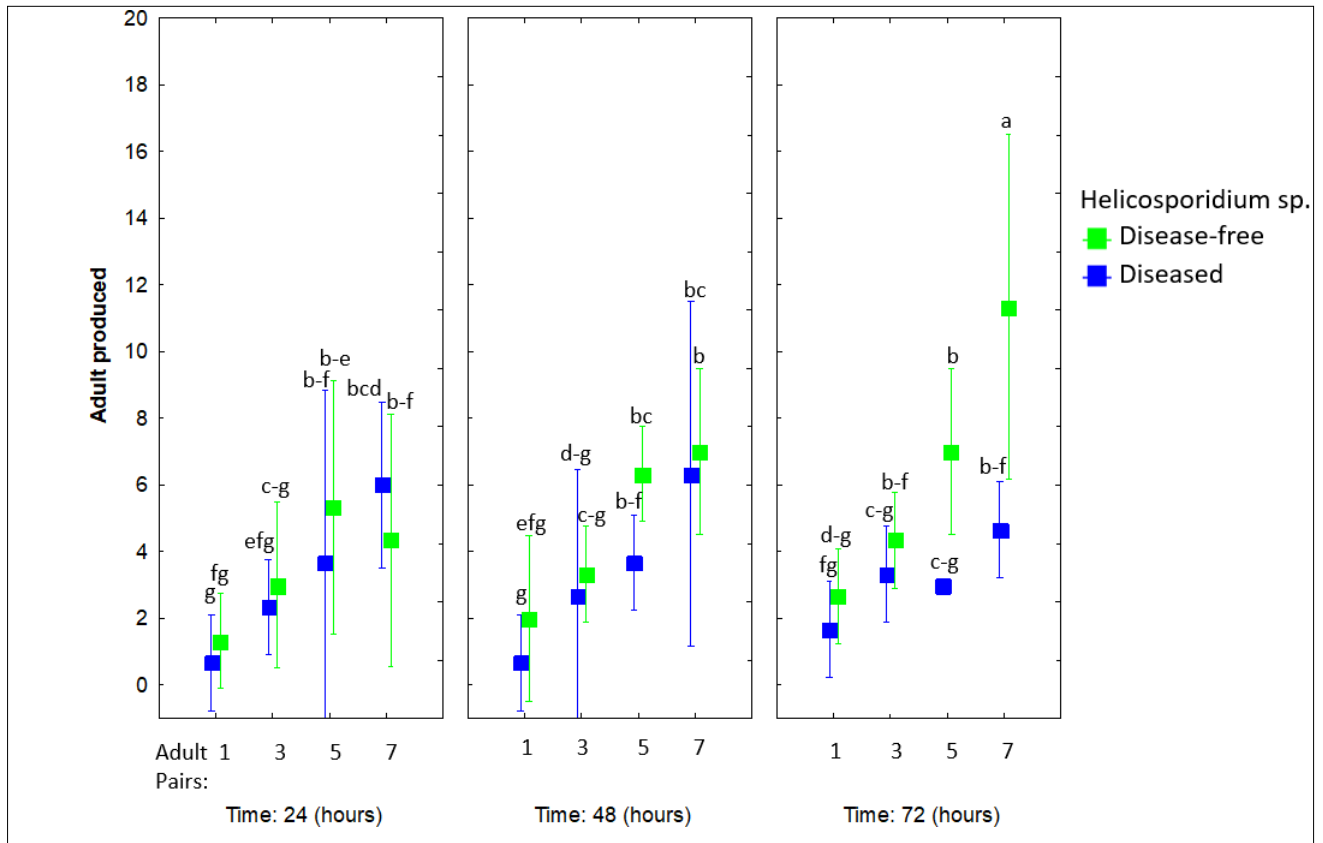 20
18
16
14
12
10
8
6
4
2
0
Adult produced
g
fg
efg
c-g
b-f
b-e
bcd
b-f
g
efg
d-g
c-g
b-f
bc
bc
b
fg
d-g
c-g
b-f
c-g
b
b-f
a
Adult 1 3 5 7
Pairs:
1 3 5 7
1 3 5 7
Time: 24 (hours)
Time: 48 (hours)
Time: 72 (hours)
Helicosporidium sp.
Disease-free
Diseased